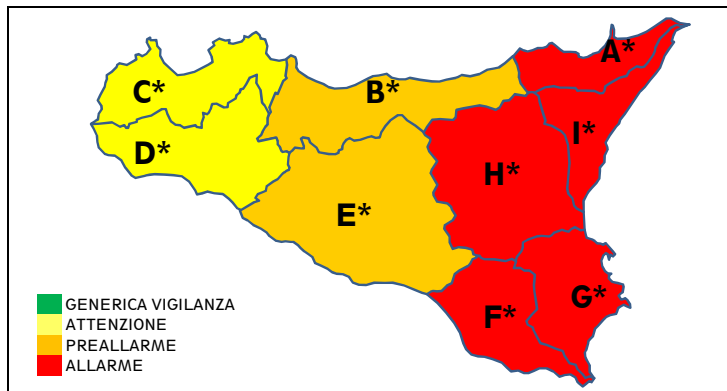 A*
C*
B*
I*
D*
H*
E*
G*
F*
GENERICA VIGILANZA
ATTENZIONE
PREALLARME
ALLARME